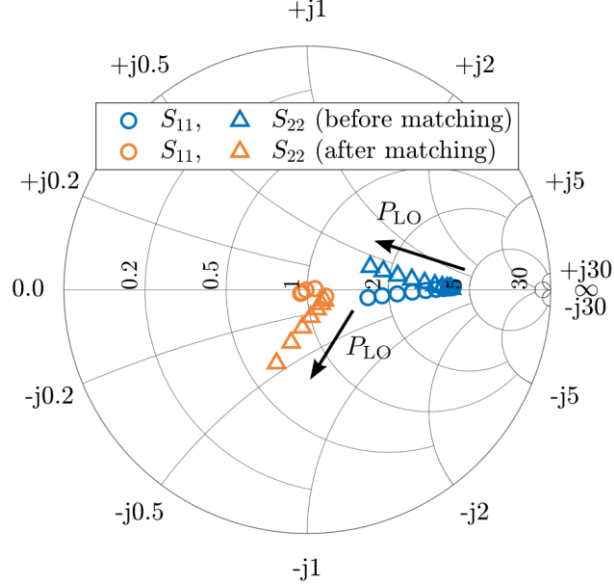 +j1
+j0.5
+j2
S11, S22 (before matching)
S11, S22 (after matching)
+j0.2
+j5
PLO
0.0
0.2
0.5
1
2
5
30
+j30
∞
-j30
PLO
-j0.2
-j5
-j0.5
-j2
-j1